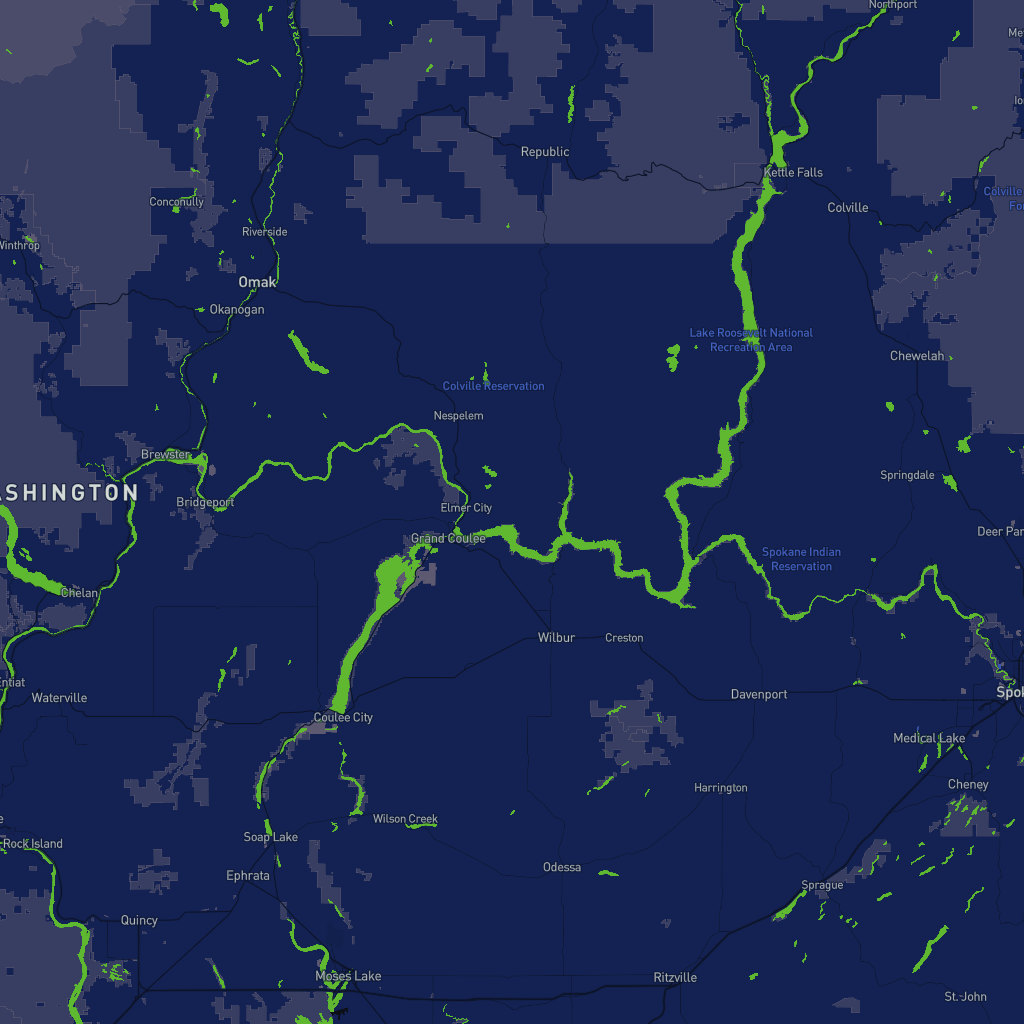 Northport
Republic
Kettle Falls
Conconully
Colville
Riverside
Winthrop
Omak
Okanogan
Lake Roosevelt National
Recreation Area
Chewelah
Colville Reservation
Nespelem
Brewster
Springdale
ASHINGTON
Bridgeport
Elmer City
Grand Coulee
Deer Par
Spokane Indian
Reservation
Chelan
Wilbur
Creston
Entiat
Waterville
Davenport
Spok
Coulee City
Medical Lake
Harrington
Cheney
Wilson Creek
Soap Lake
Rock Island
Odessa
Ephrata
Sprague
Quincy
Moses Lake
Ritzville
St. John